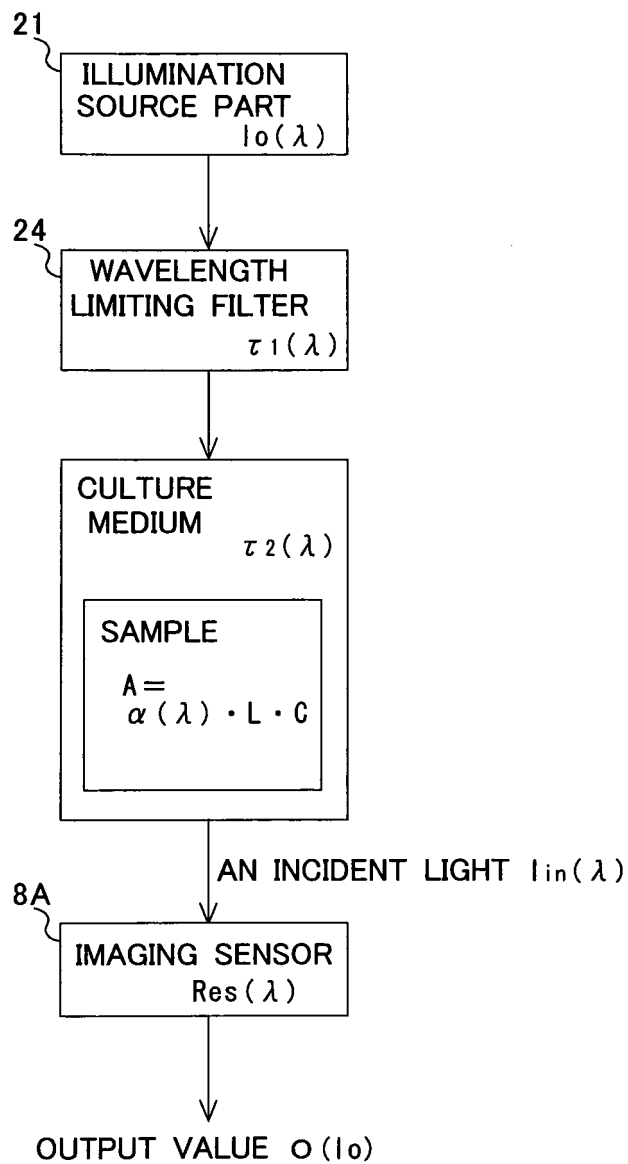 21
ILLUMINATION
SOURCE PART
Io(λ)
24
WAVELENGTH
LIMITING FILTER
τ1(λ)
CULTURE
MEDIUM
τ2(λ)
SAMPLE
A=
α(λ)・L・C
AN INCIDENT LIGHT Iin(λ)
8A
IMAGING SENSOR
Res(λ)
OUTPUT VALUE O(Io)